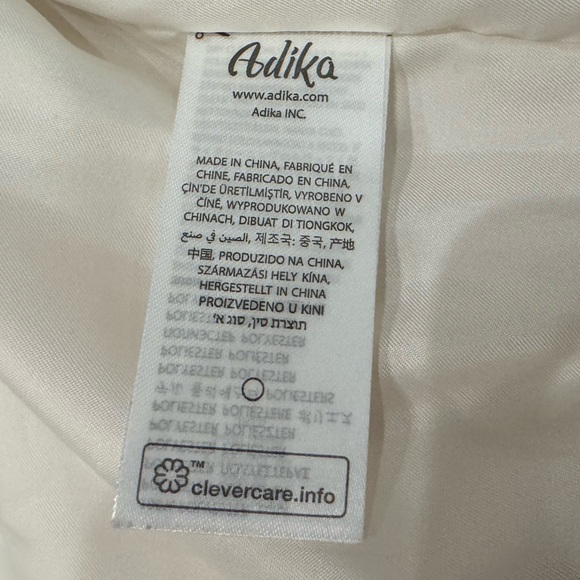 Adika
www.adika.com
Adika INC.
MADE IN CHINA, FABRIQUÉ EN
CHINE, FABRICADO EN CHINA,
ÇİN'DE ÜRETİLMİŞTİR, VYROBENO V
ČÍNĚ, WYPRODUKOWANO W
CHINACH, DIBUAT DI TIONGKOK,
الصين في صنع, 제조국: 중국, 产地
中国, PRODUZIDO NA CHINA,
SZÁRMAZÁSI HELY KÍNA,
HERGESTELLT IN CHINA
PROIZVEDENO U KINI
תוצרת סין, סוג א'
™
clevercare.info